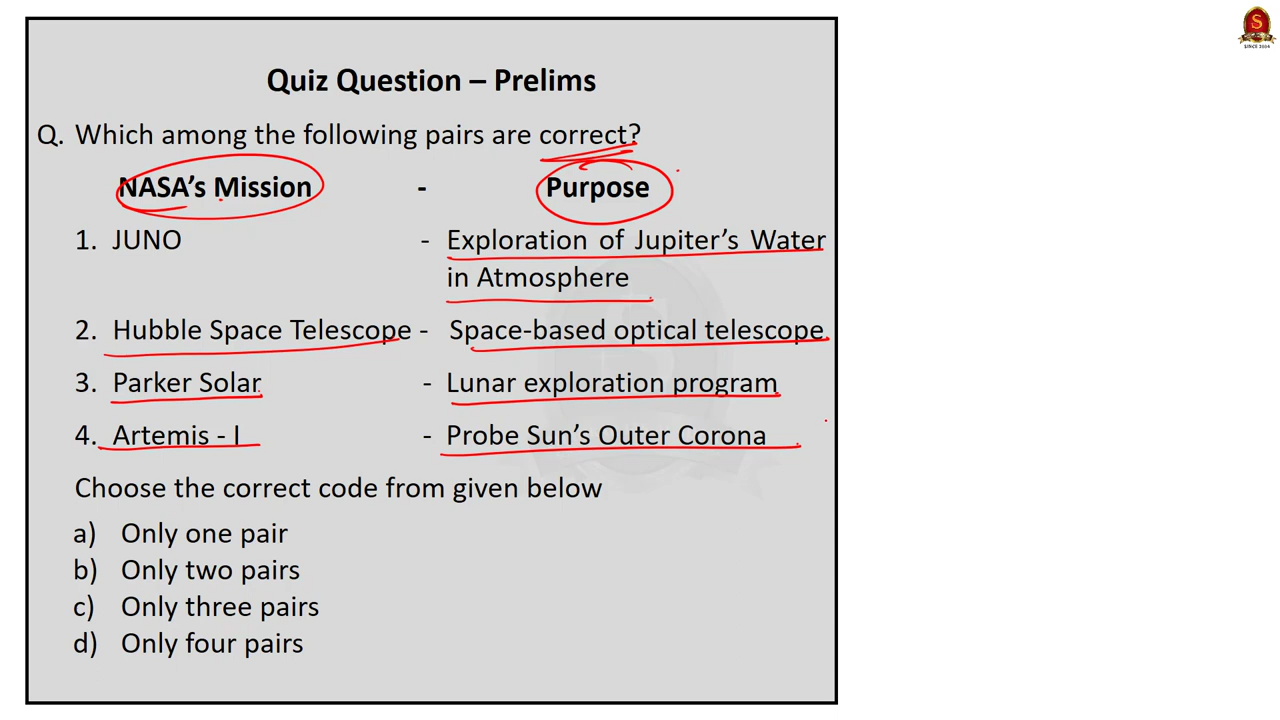 S
SINCE 2014
Quiz Question – Prelims
Q. Which among the following pairs are correct?
NASA's Mission - Purpose
1. JUNO - Exploration of Jupiter's Water
in Atmosphere
2. Hubble Space Telescope - Space-based optical telescope
3. Parker Solar - Lunar exploration program
4. Artemis - I - Probe Sun's Outer Corona
Choose the correct code from given below
a) Only one pair
b) Only two pairs
c) Only three pairs
d) Only four pairs